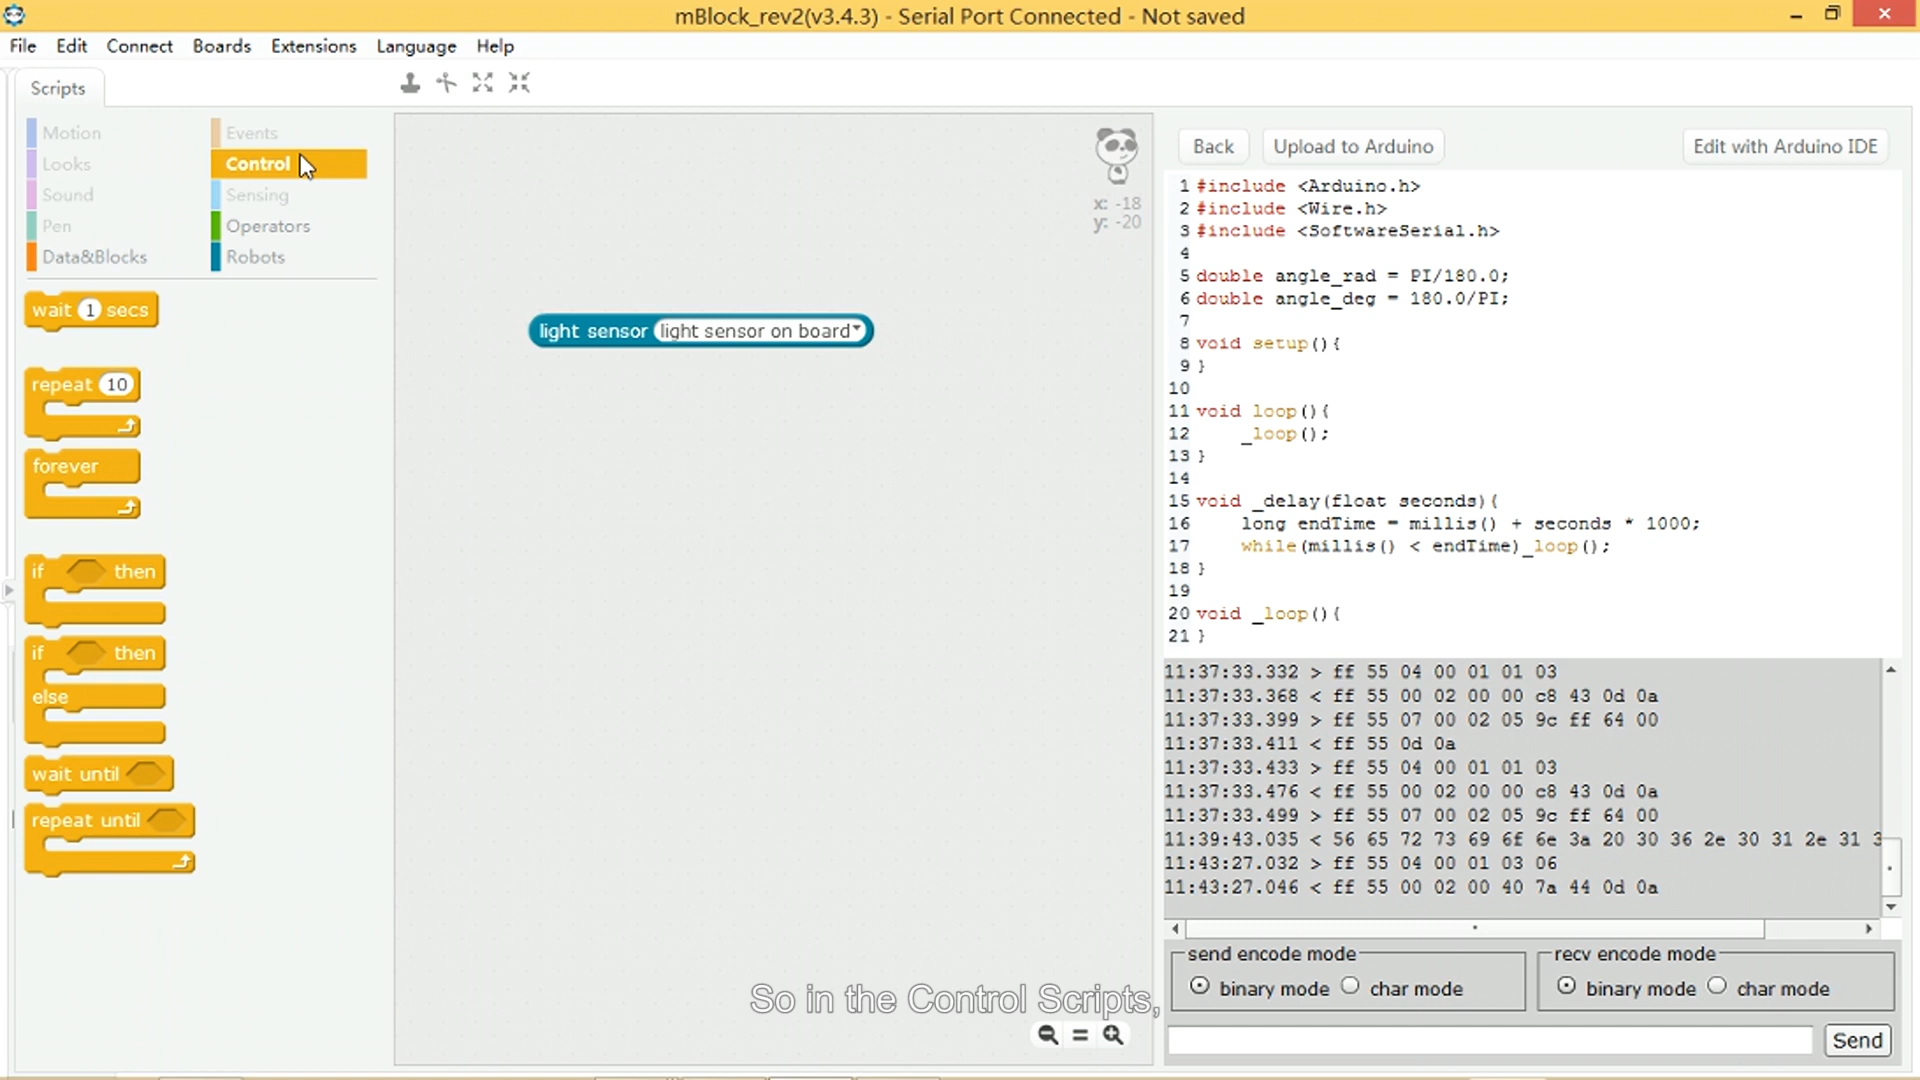 mBlock_rev2(v3.4.3) - Serial Port Connected - Not saved
File Edit Connect Boards Extensions Language Help
Scripts
Motion Events
Looks Control
Sound Sensing
Pen Operators
Data&Blocks Robots
wait 1 secs
repeat 10
forever
if then
if then
else
wait until
repeat until
light sensor light sensor on board
x: -18
y: -20
So in the Control Scripts,
Back Upload to Arduino Edit with Arduino IDE
1 #include <Arduino.h>
2 #include <Wire.h>
3 #include <SoftwareSerial.h>
4
5 double angle_rad = PI/180.0;
6 double angle_deg = 180.0/PI;
7
8 void setup(){
9 }
10
11 void loop(){
12 _loop();
13 }
14
15 void _delay(float seconds){
16 long endTime = millis() + seconds * 1000;
17 while(millis() < endTime)_loop();
18 }
19
20 void _loop(){
21 }
11:37:33.332 > ff 55 04 00 01 01 03
11:37:33.368 < ff 55 00 02 00 00 c8 43 0d 0a
11:37:33.399 > ff 55 07 00 02 05 9c ff 64 00
11:37:33.411 < ff 55 0d 0a
11:37:33.433 > ff 55 04 00 01 01 03
11:37:33.476 < ff 55 00 02 00 00 c8 43 0d 0a
11:37:33.499 > ff 55 07 00 02 05 9c ff 64 00
11:39:43.035 < 56 65 72 73 69 6f 6e 3a 20 30 36 2e 30 31 2e 31 3
11:43:27.032 > ff 55 04 00 01 03 06
11:43:27.046 < ff 55 00 02 00 40 7a 44 0d 0a
send encode mode recv encode mode
binary mode char mode binary mode char mode
Send